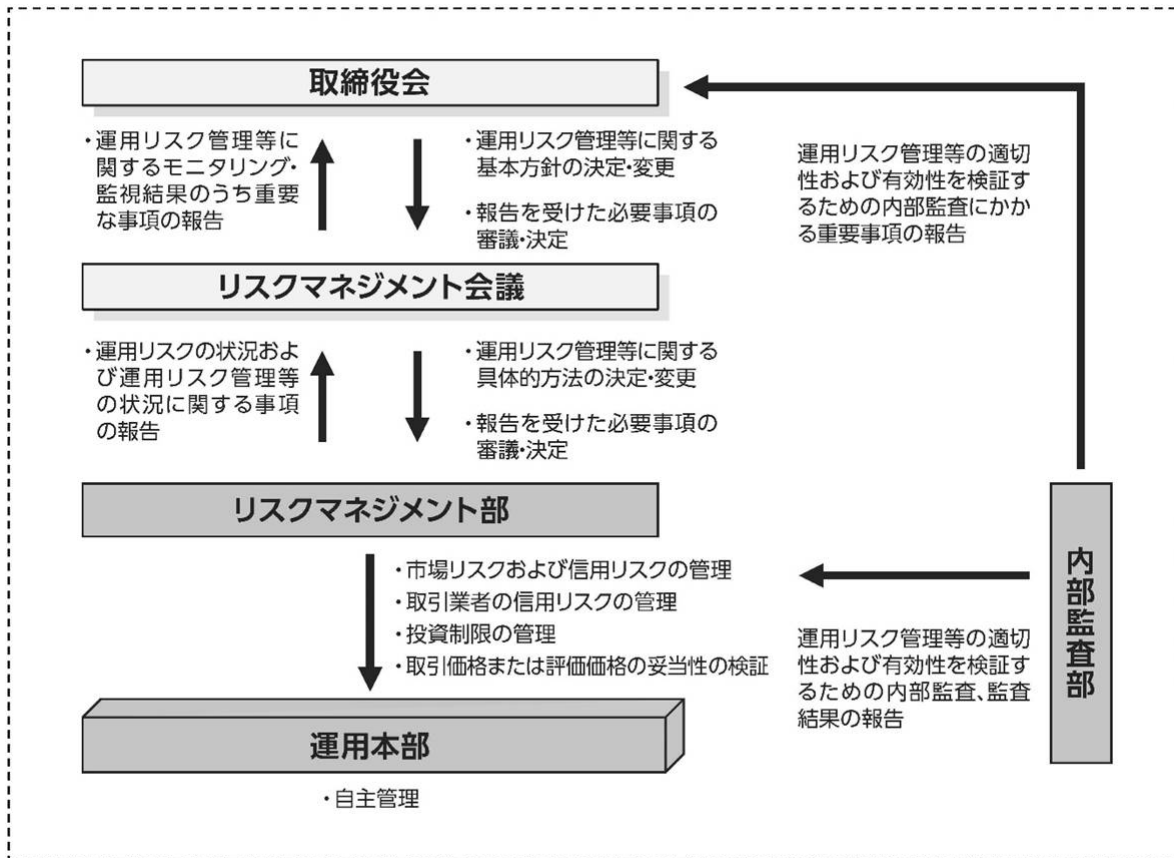 取締役会
・運用リスク管理等に
関するモニタリング・
監視結果のうち重要
な事項の報告
・運用リスク管理等に関する
基本方針の決定・変更
・報告を受けた必要事項の
審議・決定
運用リスク管理等の適切
性および有効性を検証す
るための内部監査にかか
る重要事項の報告
リスクマネジメント会議
・運用リスクの状況およ
び運用リスク管理等
の状況に関する事項
の報告
・運用リスク管理等に関する
具体的方法の決定・変更
・報告を受けた必要事項の
審議・決定
リスクマネジメント部
・市場リスクおよび信用リスクの管理
・取引業者の信用リスクの管理
・投資制限の管理
・取引価格または評価価格の妥当性の検証
内部監査部
運用リスク管理等の適切
性および有効性を検証す
るための内部監査、監査
結果の報告
運用本部
・自主管理